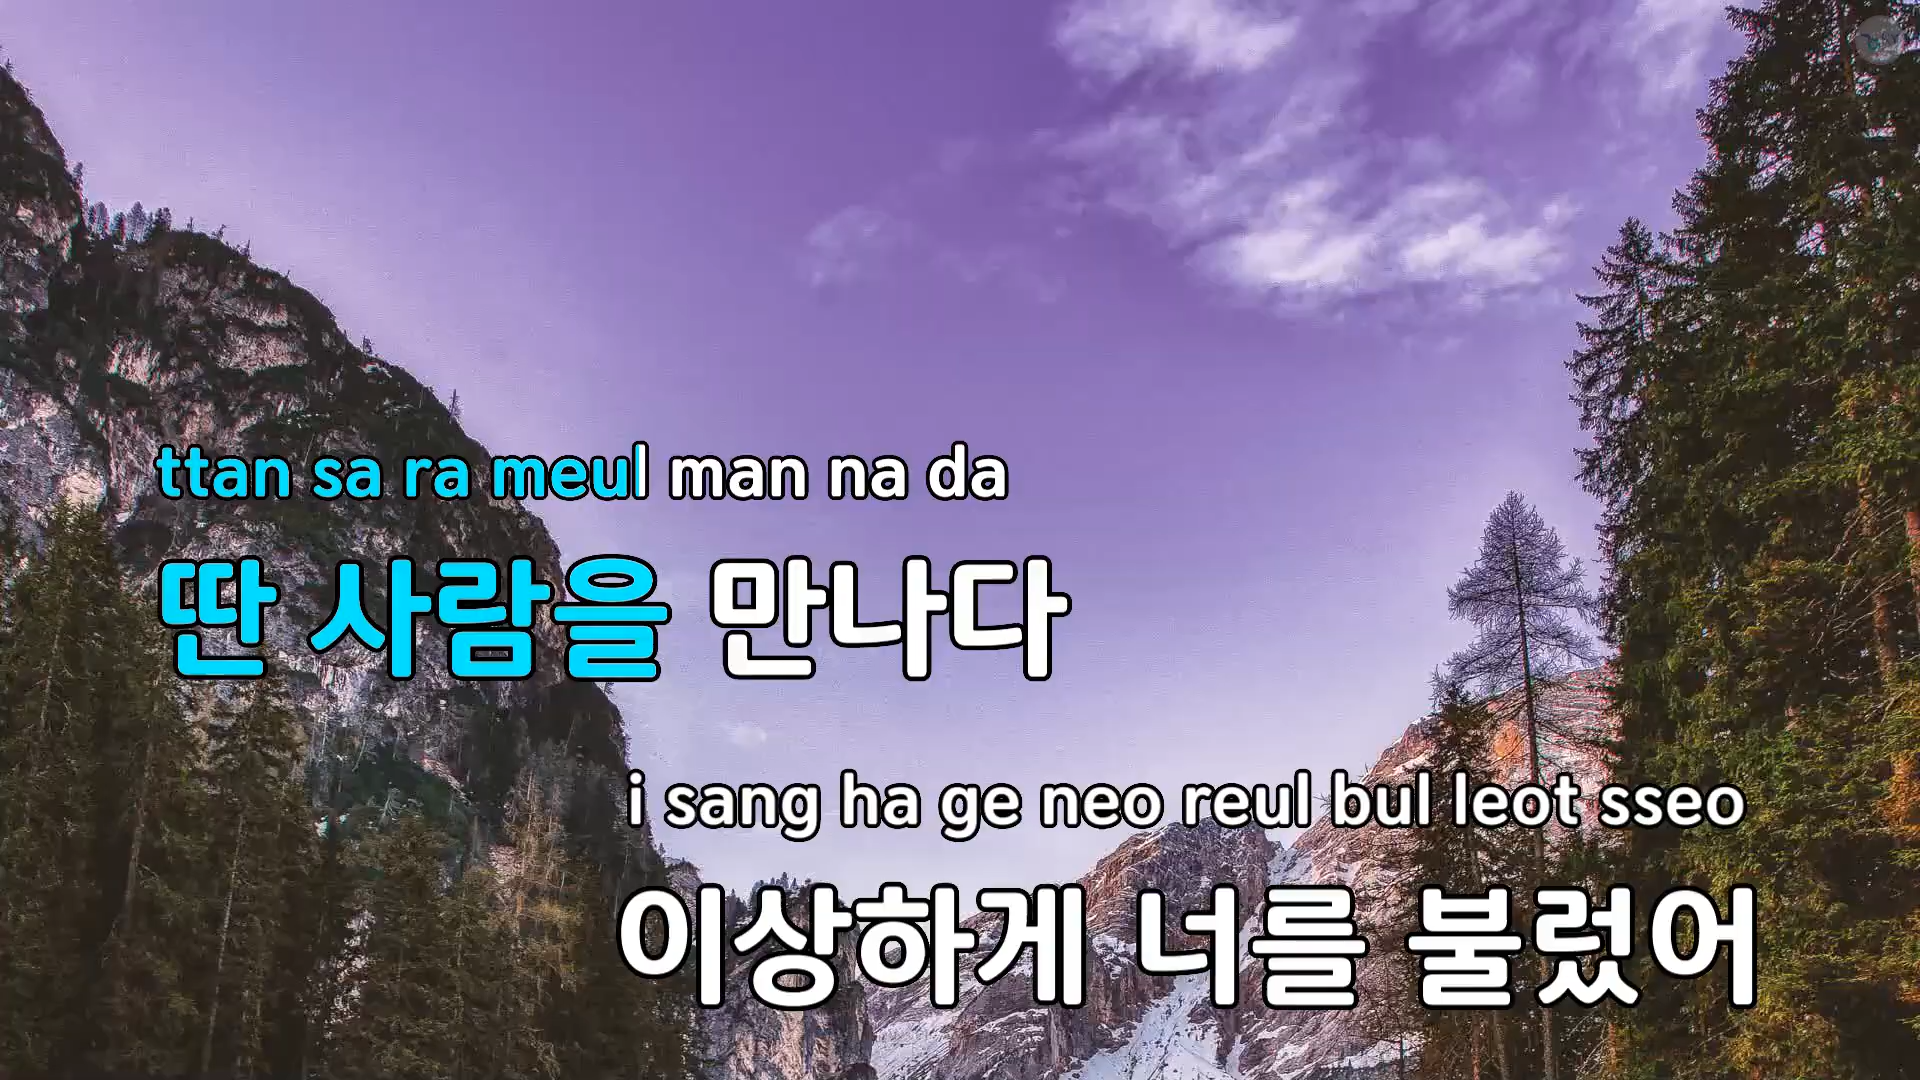 ttan sa ra meul man na da
딴 사람을 만나다
i sang ha ge neo reul bul leot sseo
이상하게 너를 불렀어